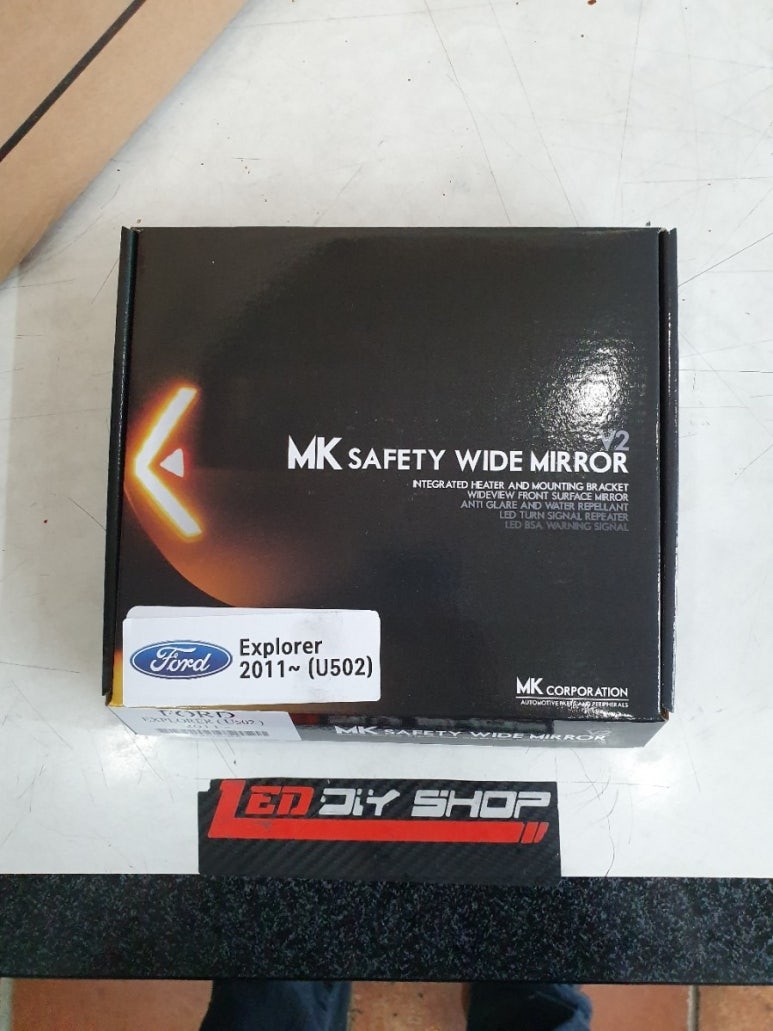 V2
MK SAFETY WIDE MIRROR
INTEGRATED HEATER AND MOUNTING BRACKET
WIDEVIEW FRONT SURFACE MIRROR
ANTI GLARE AND WATER REPELLANT
LED TURN SIGNAL REPEATER
LED BSA WARNING SIGNAL
Ford
Explorer
2011~ (U502)
MK CORPORATION
AUTOMOTIVE PARTS AND PERIPHERALS
FORD
EXPLORER (U502)
MK SAFETY WIDE MIRROR
LED DIY SHOP